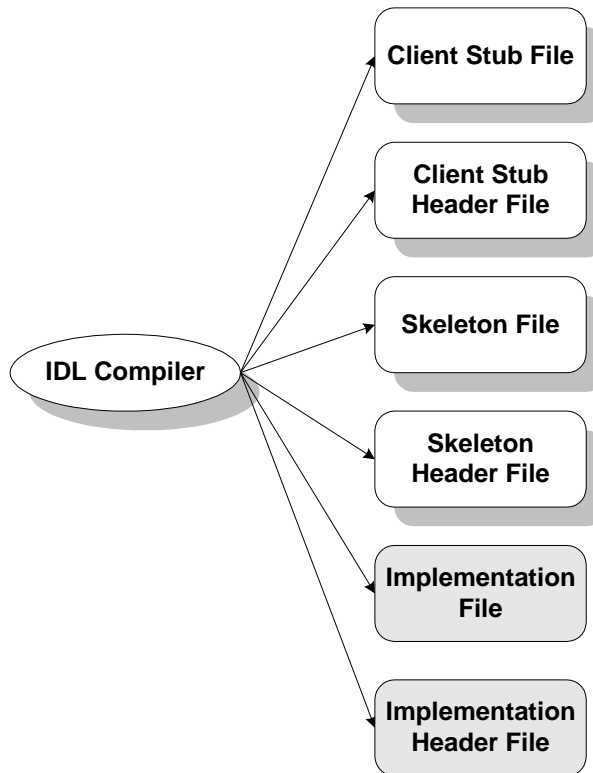 Client Stub File
Client Stub
Header File
Skeleton File
IDL Compiler
Skeleton
Header File
Implementation
File
Implementation
Header File